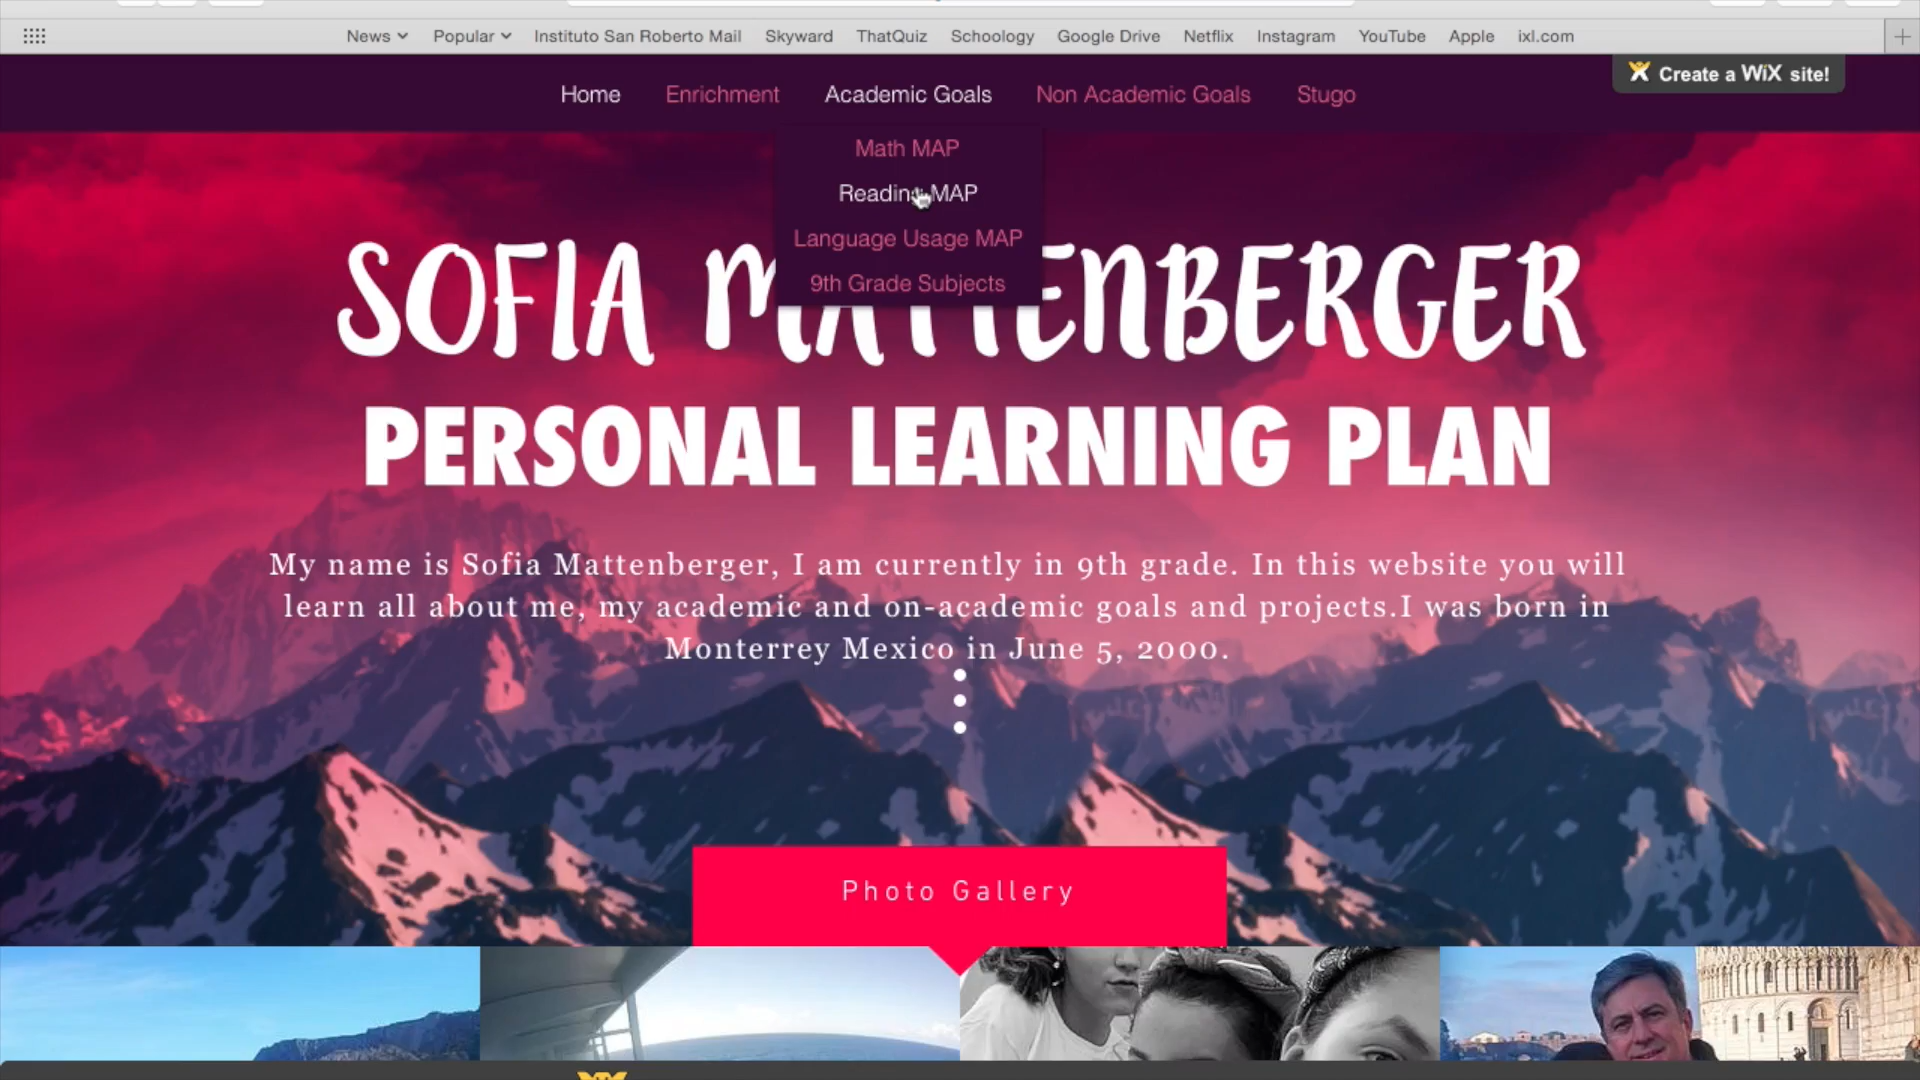 News Popular Instituto San Roberto Mail Skyward ThatQuiz Schoology Google Drive Netflix Instagram YouTube Apple ixl.com
Create a WiX site!
Home Enrichment Academic Goals Non Academic Goals Stugo
Math MAP
Reading MAP
Language Usage MAP
9th Grade Subjects
SOFIA MATTENBERGER
PERSONAL LEARNING PLAN
My name is Sofia Mattenberger, I am currently in 9th grade. In this website you will
learn all about me, my academic and on-academic goals and projects.I was born in
Monterrey Mexico in June 5, 2000.
Photo Gallery